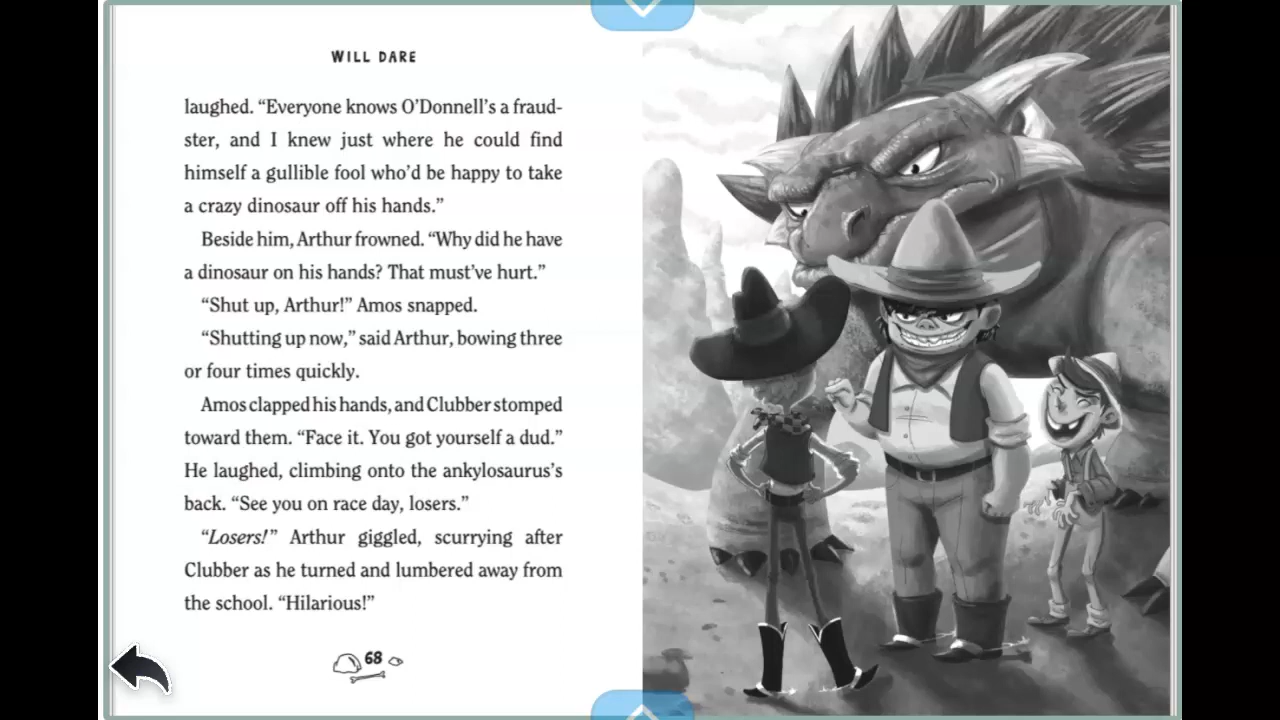 WILL DARE
laughed. “Everyone knows O’Donnell’s a fraud-
ster, and I knew just where he could find
himself a gullible fool who’d be happy to take
a crazy dinosaur off his hands.”
Beside him, Arthur frowned. “Why did he have
a dinosaur on his hands? That must’ve hurt.”
“Shut up, Arthur!” Amos snapped.
“Shutting up now,” said Arthur, bowing three
or four times quickly.
Amos clapped his hands, and Clubber stomped
toward them. “Face it. You got yourself a dud.”
He laughed, climbing onto the ankylosaurus’s
back. “See you on race day, losers.”
“Losers!” Arthur giggled, scurrying after
Clubber as he turned and lumbered away from
the school. “Hilarious!”
68